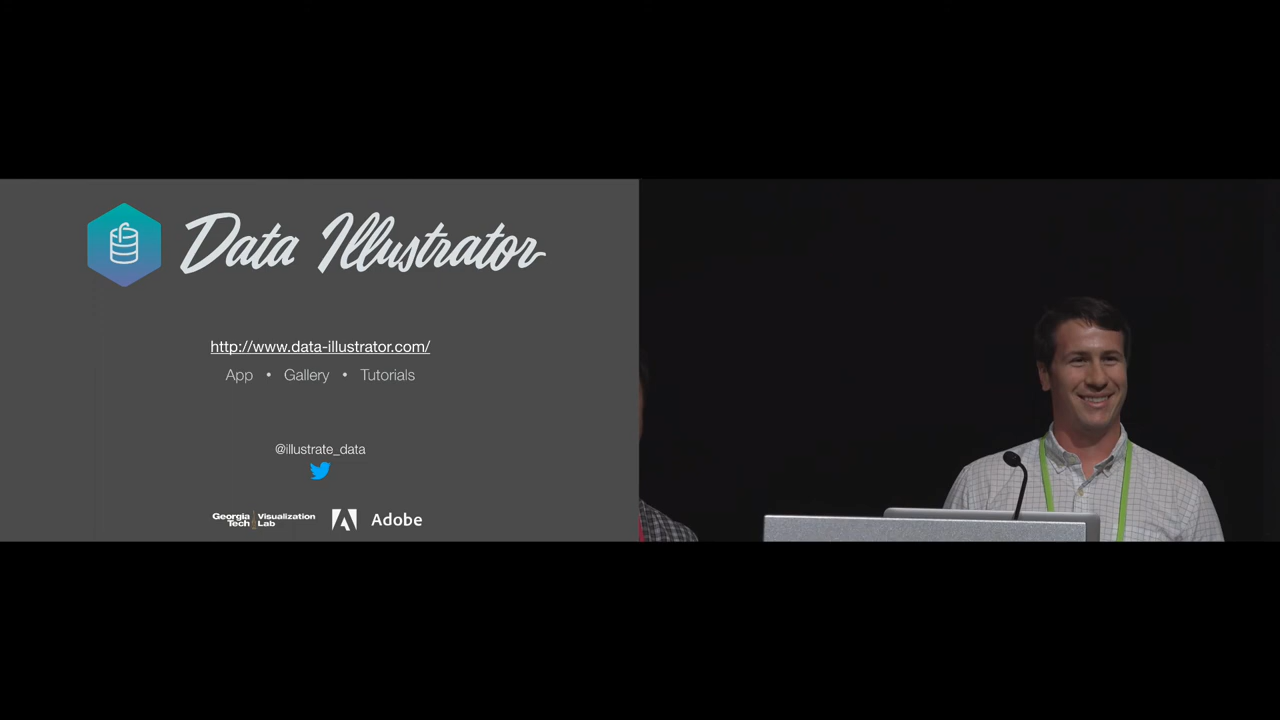 Data Illustrator
http://www.data-illustrator.com/
App • Gallery • Tutorials
@illustrate_data
Georgia Tech Visualization Lab
Adobe